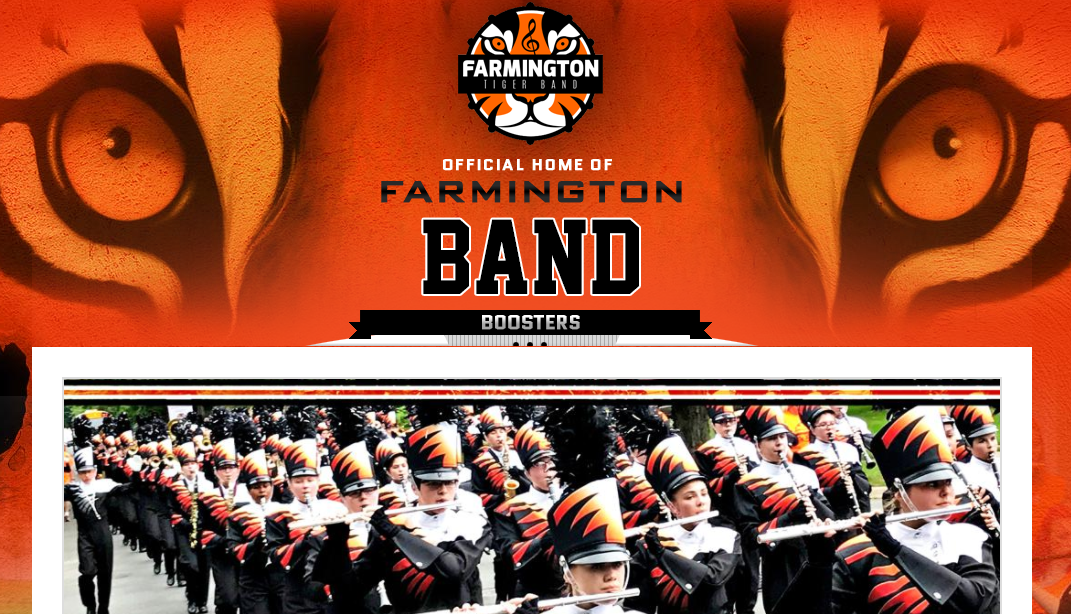 FARMINGTON
TIGER BAND
OFFICIAL HOME OF
FARMINGTON
BAND
BOOSTERS